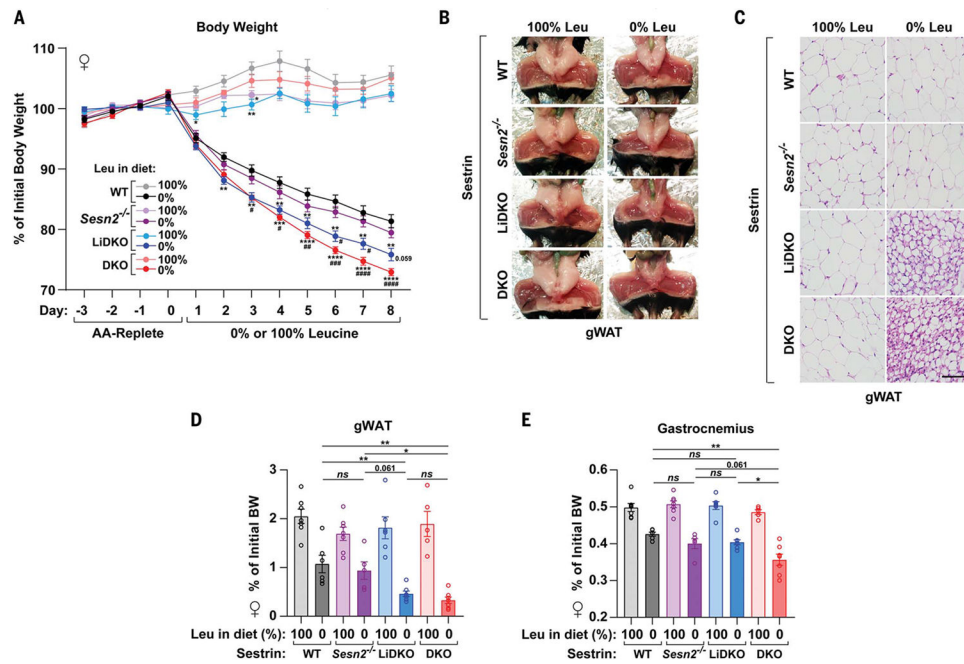 A
Body Weight
♀
% of Initial Body Weight
110
100
90
80
70
Leu in diet:
WT 100%
0%
Sesn2-/- 100%
0%
LiDKO 100%
0%
DKO 100%
0%
*
**
*
**
**
#
**
***
#
**
****
##
**
#
****
###
**
#
****
####
**
0.059
****
####
Day: -3 -2 -1 0 1 2 3 4 5 6 7 8
AA-Replete 0% or 100% Leucine
B
100% Leu 0% Leu
Sestrin
WT
Sesn2-/-
LiDKO
DKO
gWAT
C
100% Leu 0% Leu
Sestrin
WT
Sesn2-/-
LiDKO
DKO
gWAT
D
gWAT
♀ % of Initial BW
3
2
1
0
**
*
**
0.061
ns ns
Leu in diet (%): 100 0 100 0 100 0 100 0
Sestrin: WT Sesn2-/- LiDKO DKO
E
Gastrocnemius
♀ % of Initial BW
0.6
0.5
0.4
0.3
0.2
**
ns
0.061
ns ns *
Leu in diet (%): 100 0 100 0 100 0 100 0
Sestrin: WT Sesn2-/- LiDKO DKO